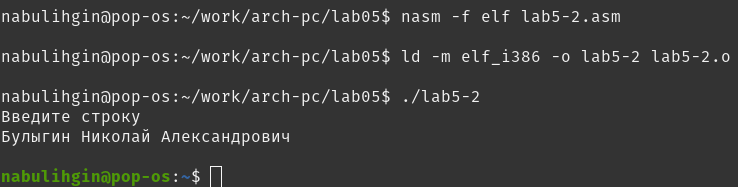 nabulihgin@pop-os:~/work/arch-pc/lab05$ nasm -f elf lab5-2.asm
nabulihgin@pop-os:~/work/arch-pc/lab05$ ld -m elf_i386 -o lab5-2 lab5-2.o
nabulihgin@pop-os:~/work/arch-pc/lab05$ ./lab5-2
Введите строку
Булыгин Николай Александрович
nabulihgin@pop-os:~$